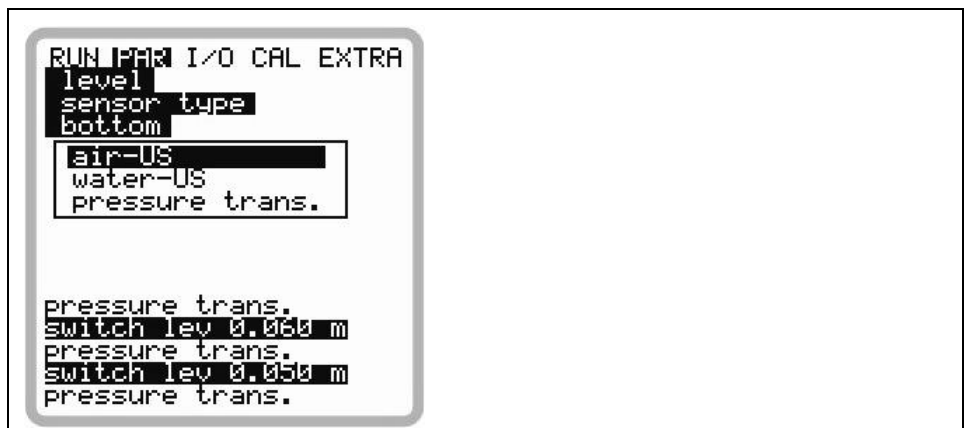 RUN PAR I/O CAL EXTRA
level
sensor type
bottom
air-US
water-US
pressure trans.
pressure trans.
switch lev 0.060 m
pressure trans.
switch lev 0.050 m
pressure trans.